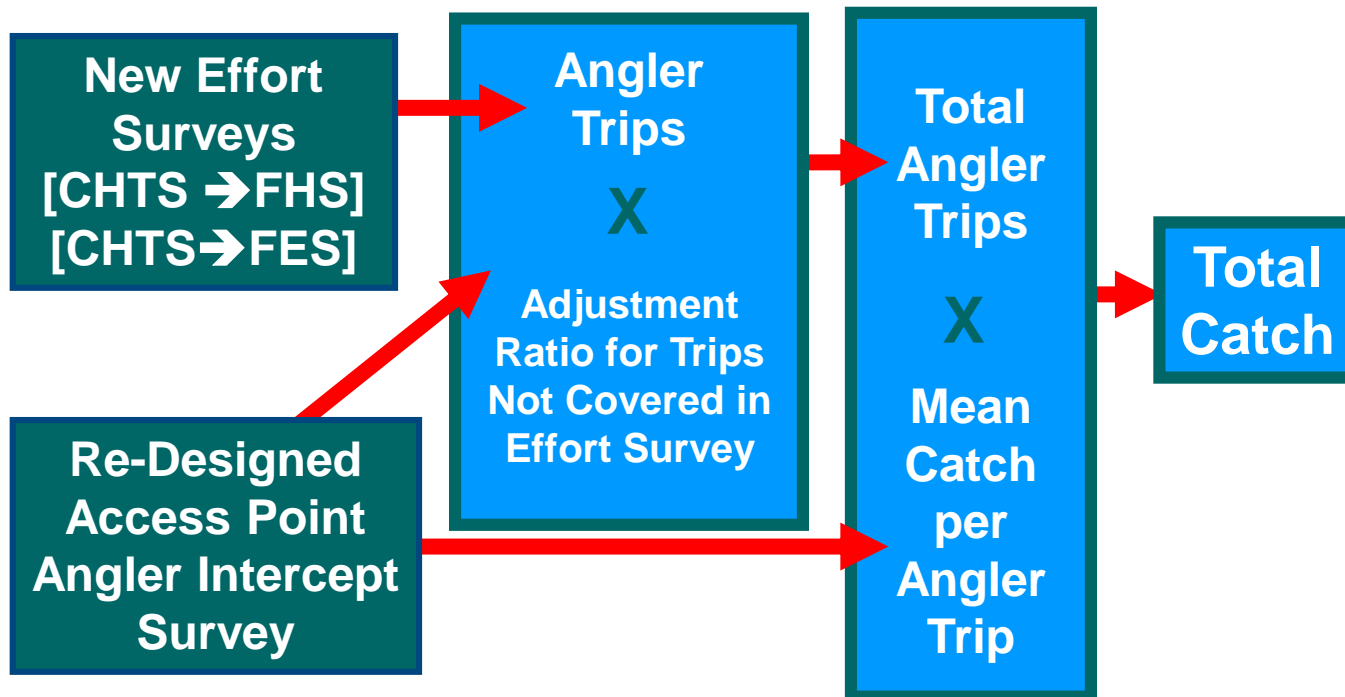 New Effort
Surveys
[CHTS ➔FHS]
[CHTS➔FES]
Re-Designed
Access Point
Angler Intercept
Survey
Angler
Trips
X
Adjustment
Ratio for Trips
Not Covered in
Effort Survey
Total
Angler
Trips
X
Mean
Catch
per
Angler
Trip
Total
Catch